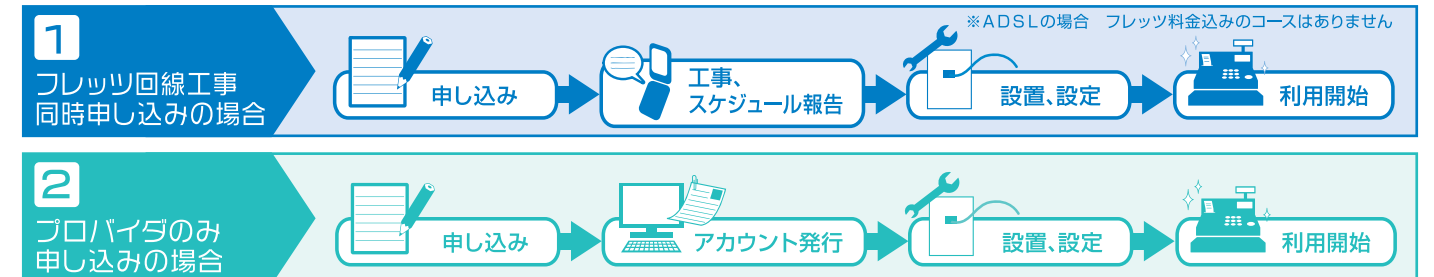 1
フレッツ回線工事
同時申し込みの場合
※ADSLの場合　フレッツ料金込みのコースはありません
申し込み
工事、
スケジュール報告
設置、設定
利用開始
2
プロバイダのみ
申し込みの場合
申し込み
アカウント発行
設置、設定
利用開始